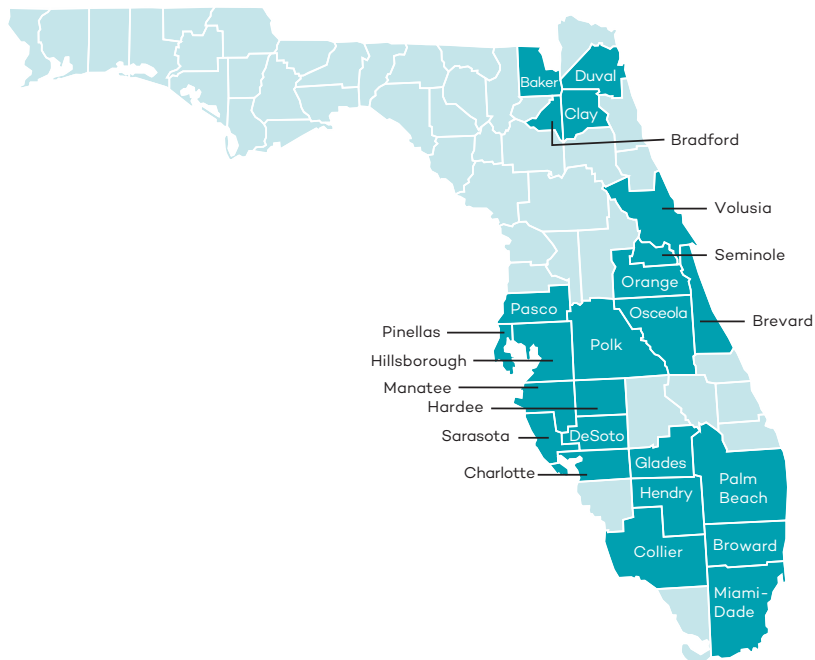 Baker
Duval
Clay
Bradford
Volusia
Seminole
Orange
Pasco
Osceola
Brevard
Pinellas
Polk
Hillsborough
Manatee
Hardee
Sarasota
DeSoto
Charlotte
Glades
Palm
Beach
Hendry
Broward
Collier
Miami-
Dade